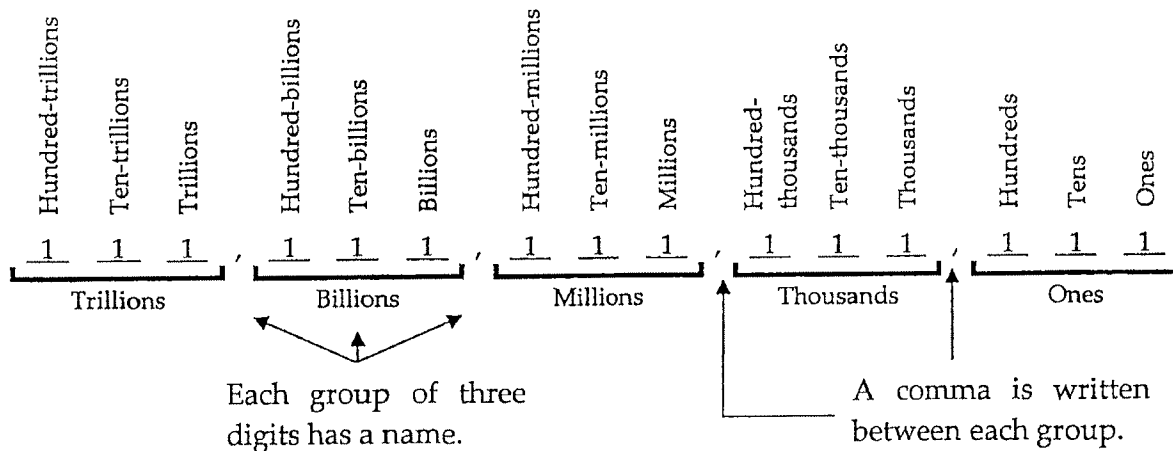 Hundred-trillions Ten-trillions Trillions Hundred-billions Ten-billions Billions Hundred-millions Ten-millions Millions Hundred-thousands Ten-thousands Thousands Hundreds Tens Ones
1 1 1 , 1 1 1 , 1 1 1 , 1 1 1 , 1 1 1
Trillions Billions Millions Thousands Ones
Each group of three
digits has a name.
A comma is written
between each group.